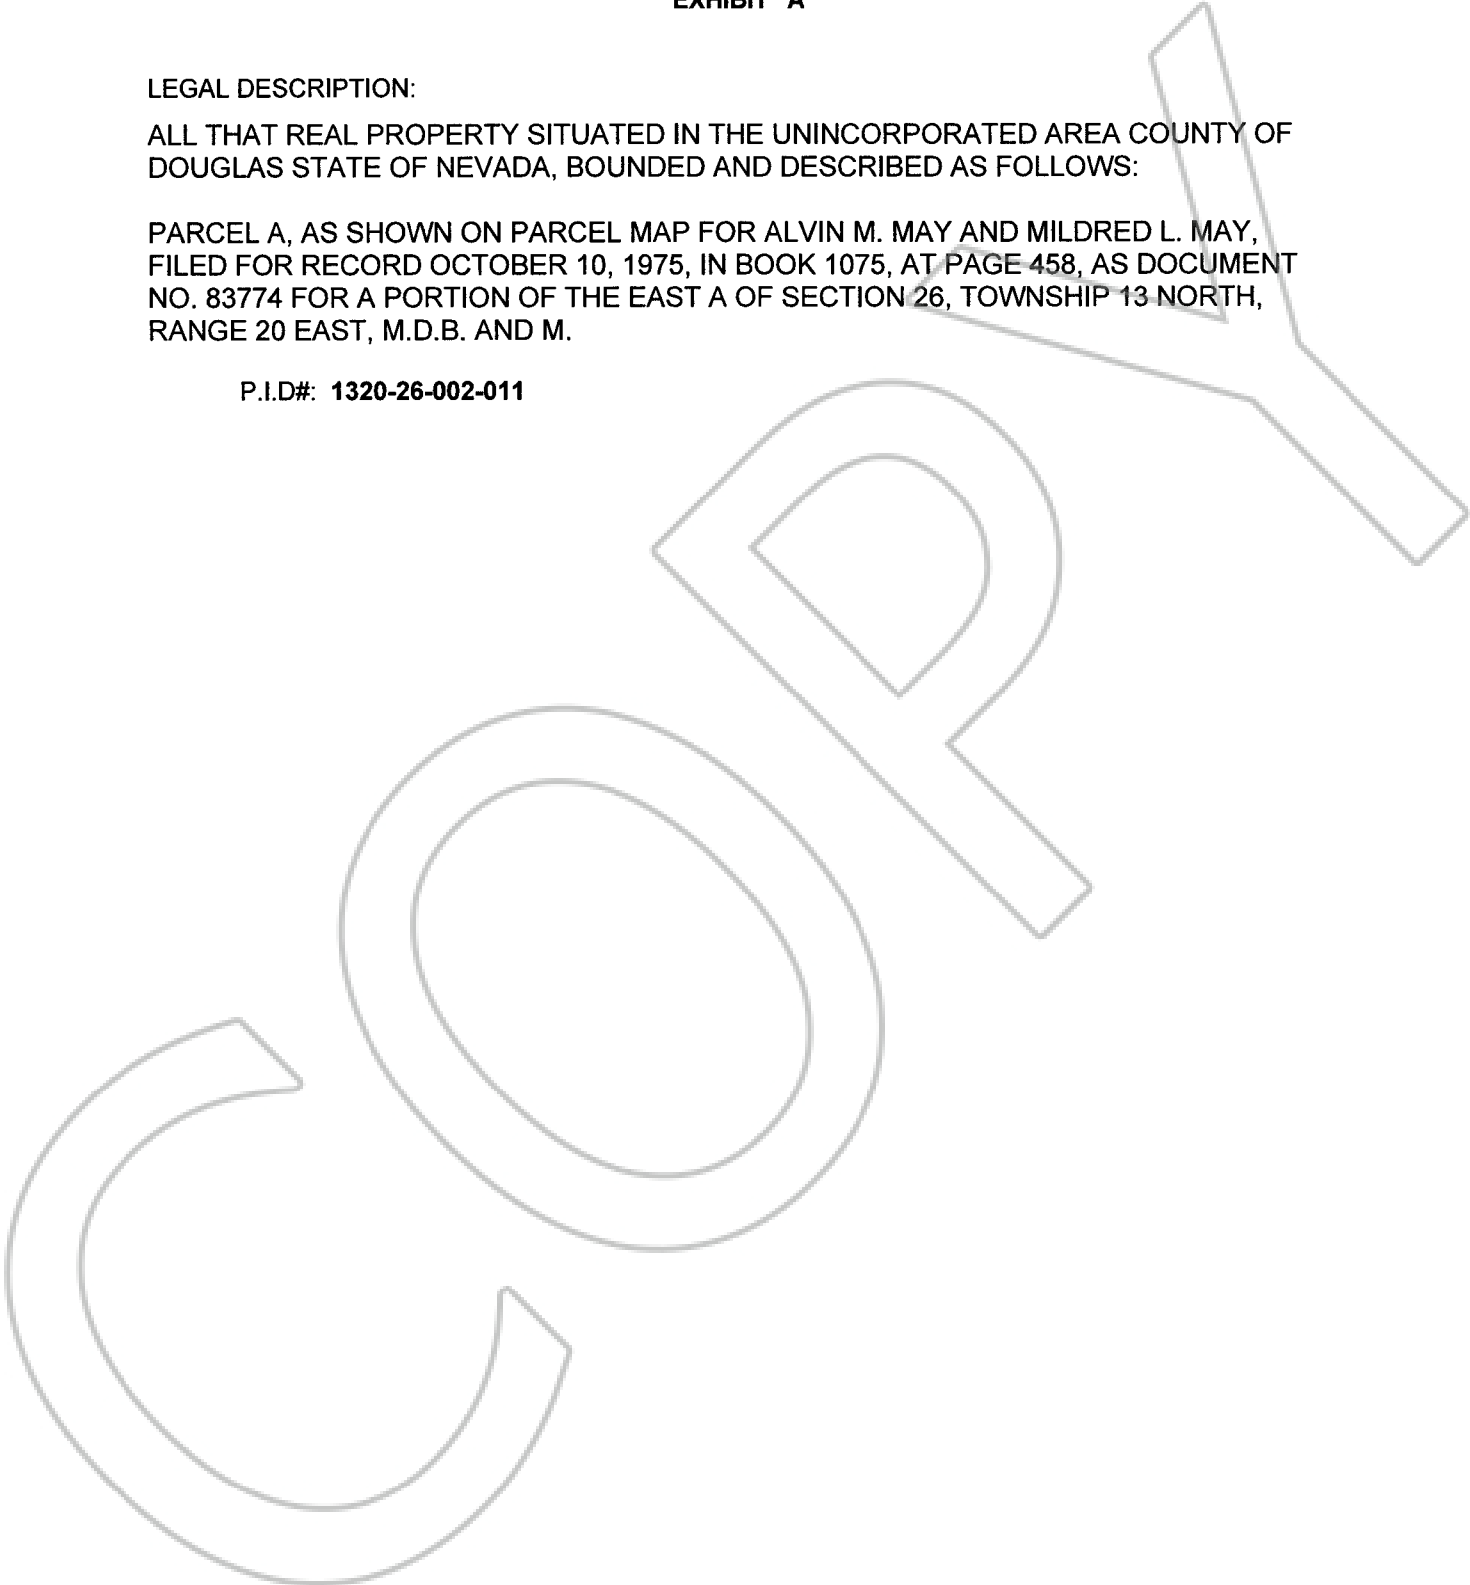 EXHIBIT "A"
LEGAL DESCRIPTION:
ALL THAT REAL PROPERTY SITUATED IN THE UNINCORPORATED AREA COUNTY OF
DOUGLAS STATE OF NEVADA, BOUNDED AND DESCRIBED AS FOLLOWS:
PARCEL A, AS SHOWN ON PARCEL MAP FOR ALVIN M. MAY AND MILDRED L. MAY,
FILED FOR RECORD OCTOBER 10, 1975, IN BOOK 1075, AT PAGE 458, AS DOCUMENT
NO. 83774 FOR A PORTION OF THE EAST A OF SECTION 26, TOWNSHIP 13 NORTH,
RANGE 20 EAST, M.D.B. AND M.
P.I.D#: 1320-26-002-011
COPY